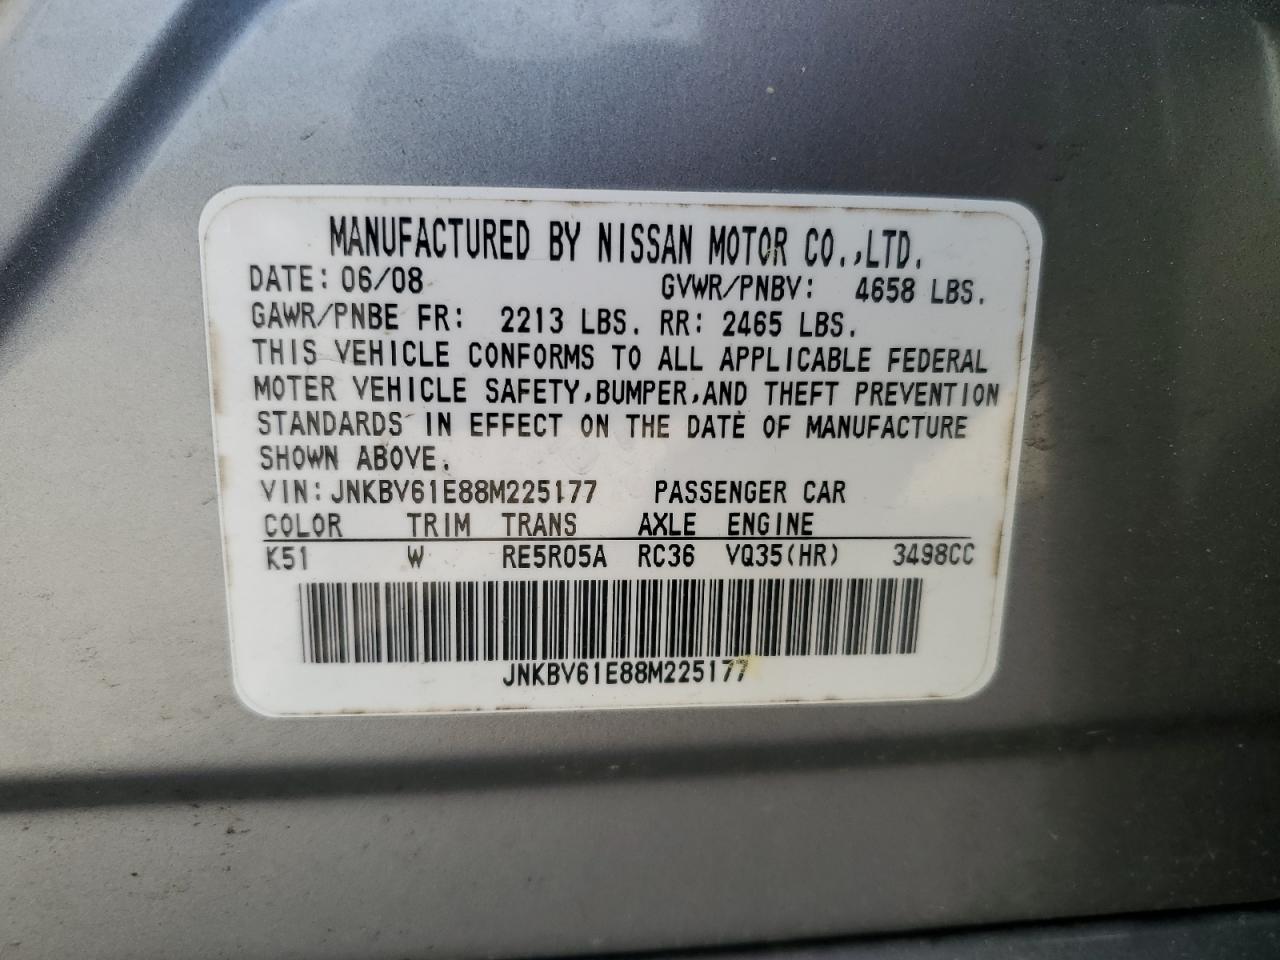 MANUFACTURED BY NISSAN MOTOR CO.,LTD.
DATE: 06/08 GVWR/PNBV: 4658 LBS.
GAWR/PNBE FR: 2213 LBS. RR: 2465 LBS.
THIS VEHICLE CONFORMS TO ALL APPLICABLE FEDERAL
MOTER VEHICLE SAFETY,BUMPER,AND THEFT PREVENTION
STANDARDS IN EFFECT ON THE DATE OF MANUFACTURE
SHOWN ABOVE.
VIN: JNKBV61E88M225177 PASSENGER CAR
COLOR TRIM TRANS AXLE ENGINE
K51 W RE5R05A RC36 VQ35(HR) 3498CC
JNKBV61E88M225177